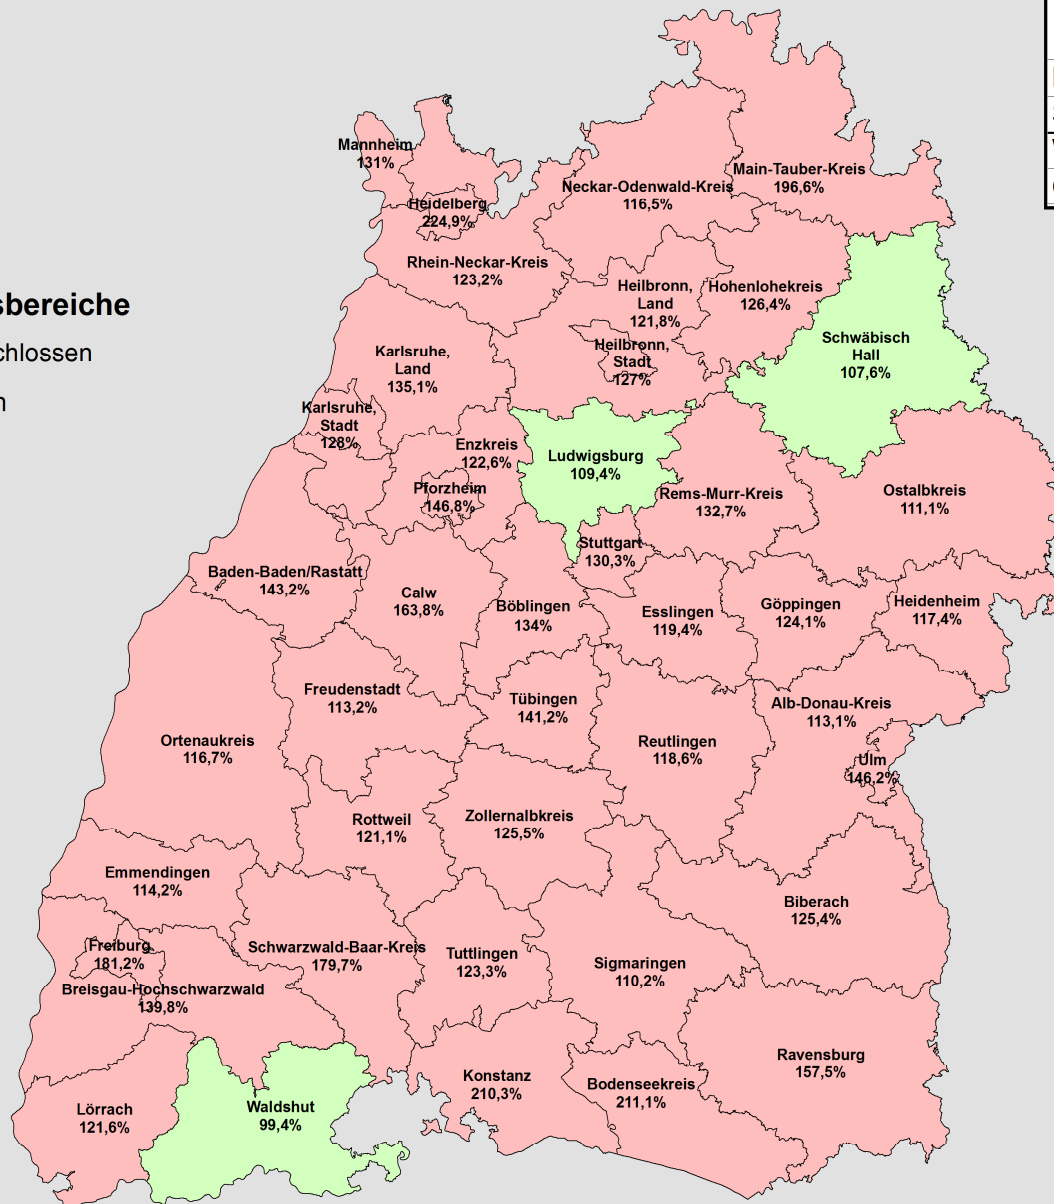 Mannheim
131%
Main-Tauber-Kreis
196,6%
Neckar-Odenwald-Kreis
116,5%
Heidelberg
224,9%
Rhein-Neckar-Kreis
123,2%
Heilbronn,
Land
121,8%
Hohenlohekreis
126,4%
sbereiche
chlossen
Schwäbisch
Hall
107,6%
Heilbronn,
Stadt
127%
Karlsruhe,
Land
135,1%
Karlsruhe,
Stadt
128%
Enzkreis
122,6%
Ludwigsburg
109,4%
Pforzheim
146,8%
Rems-Murr-Kreis
132,7%
Ostalbkreis
111,1%
Stuttgart
130,3%
Baden-Baden/Rastatt
143,2%
Calw
163,8%
Böblingen
134%
Esslingen
119,4%
Göppingen
124,1%
Heidenheim
117,4%
Freudenstadt
113,2%
Tübingen
141,2%
Alb-Donau-Kreis
113,1%
Ortenaukreis
116,7%
Reutlingen
118,6%
Ulm
146,2%
Rottweil
121,1%
Zollernalbkreis
125,5%
Emmendingen
114,2%
Biberach
125,4%
Freiburg
181,2%
Schwarzwald-Baar-Kreis
179,7%
Tuttlingen
123,3%
Sigmaringen
110,2%
Breisgau-Hochschwarzwald
139,8%
Ravensburg
157,5%
Konstanz
210,3%
Bodenseekreis
211,1%
Lörrach
121,6%
Waldshut
99,4%